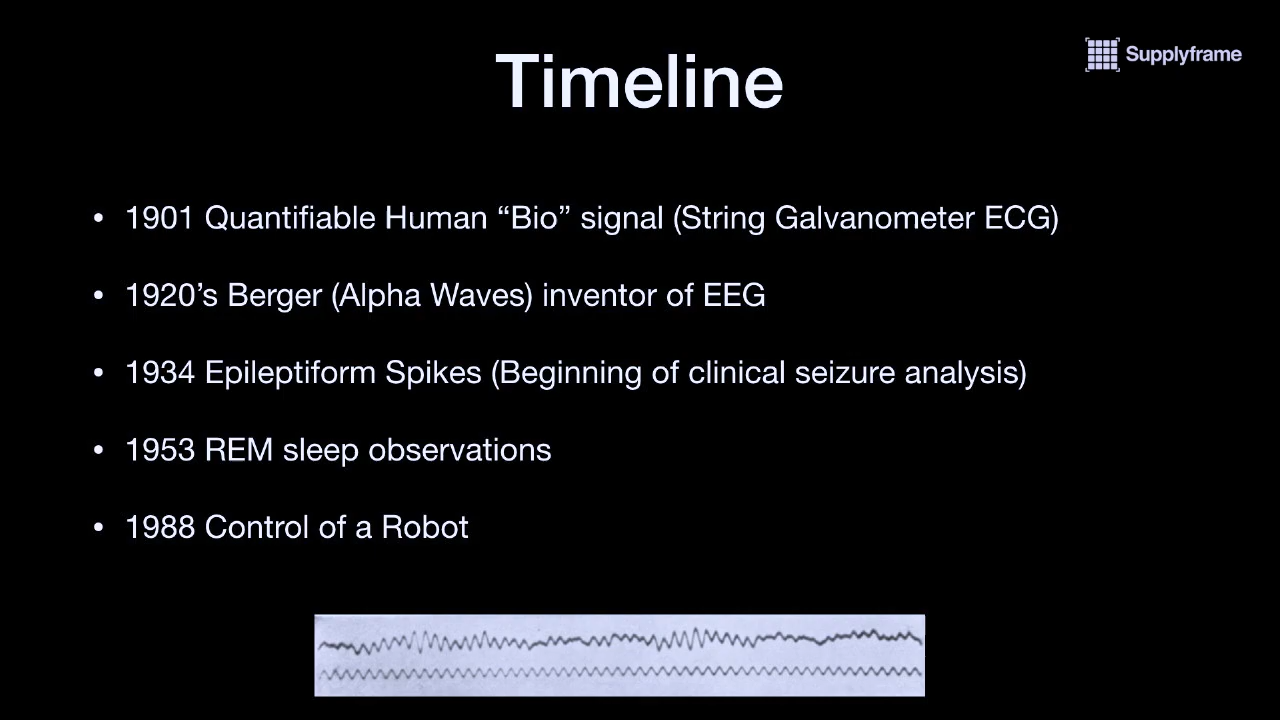 Timeline
Supplyframe
• 1901 Quantifiable Human “Bio” signal (String Galvanometer ECG)
• 1920’s Berger (Alpha Waves) inventor of EEG
• 1934 Epileptiform Spikes (Beginning of clinical seizure analysis)
• 1953 REM sleep observations
• 1988 Control of a Robot